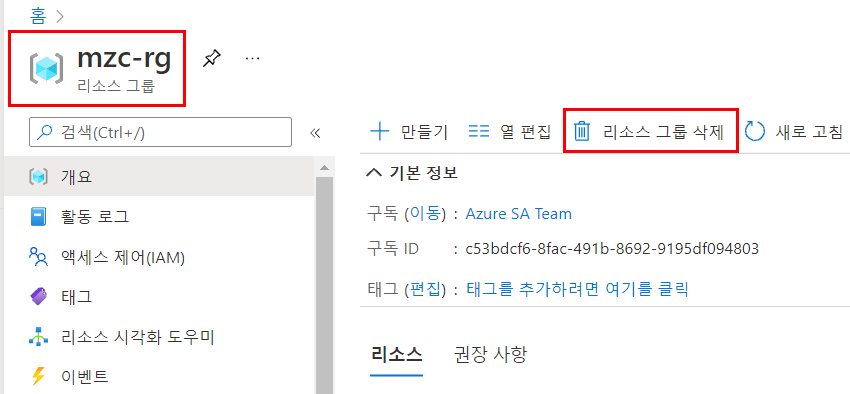 홈 >
mzc-rg
리소스 그룹
검색(Ctrl+/)
개요
활동 로그
액세스 제어(IAM)
태그
리소스 시각화 도우미
이벤트
만들기 열 편집 리소스 그룹 삭제 새로 고침
기본 정보
구독 (이동) : Azure SA Team
구독 ID : c53bdcf6-8fac-491b-8692-9195df094803
태그 (편집) : 태그를 추가하려면 여기를 클릭
리소스 권장 사항